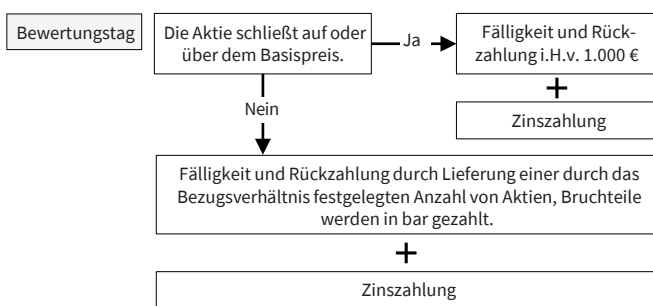 Bewertungstag
Die Aktie schließt auf oder
über dem Basispreis.
Ja
Fälligkeit und Rück-
zahlung i.H.v. 1.000 €
+
Zinszahlung
Nein
Fälligkeit und Rückzahlung durch Lieferung einer durch das
Bezugsverhältnis festgelegten Anzahl von Aktien, Bruchteile
werden in bar gezahlt.
+
Zinszahlung